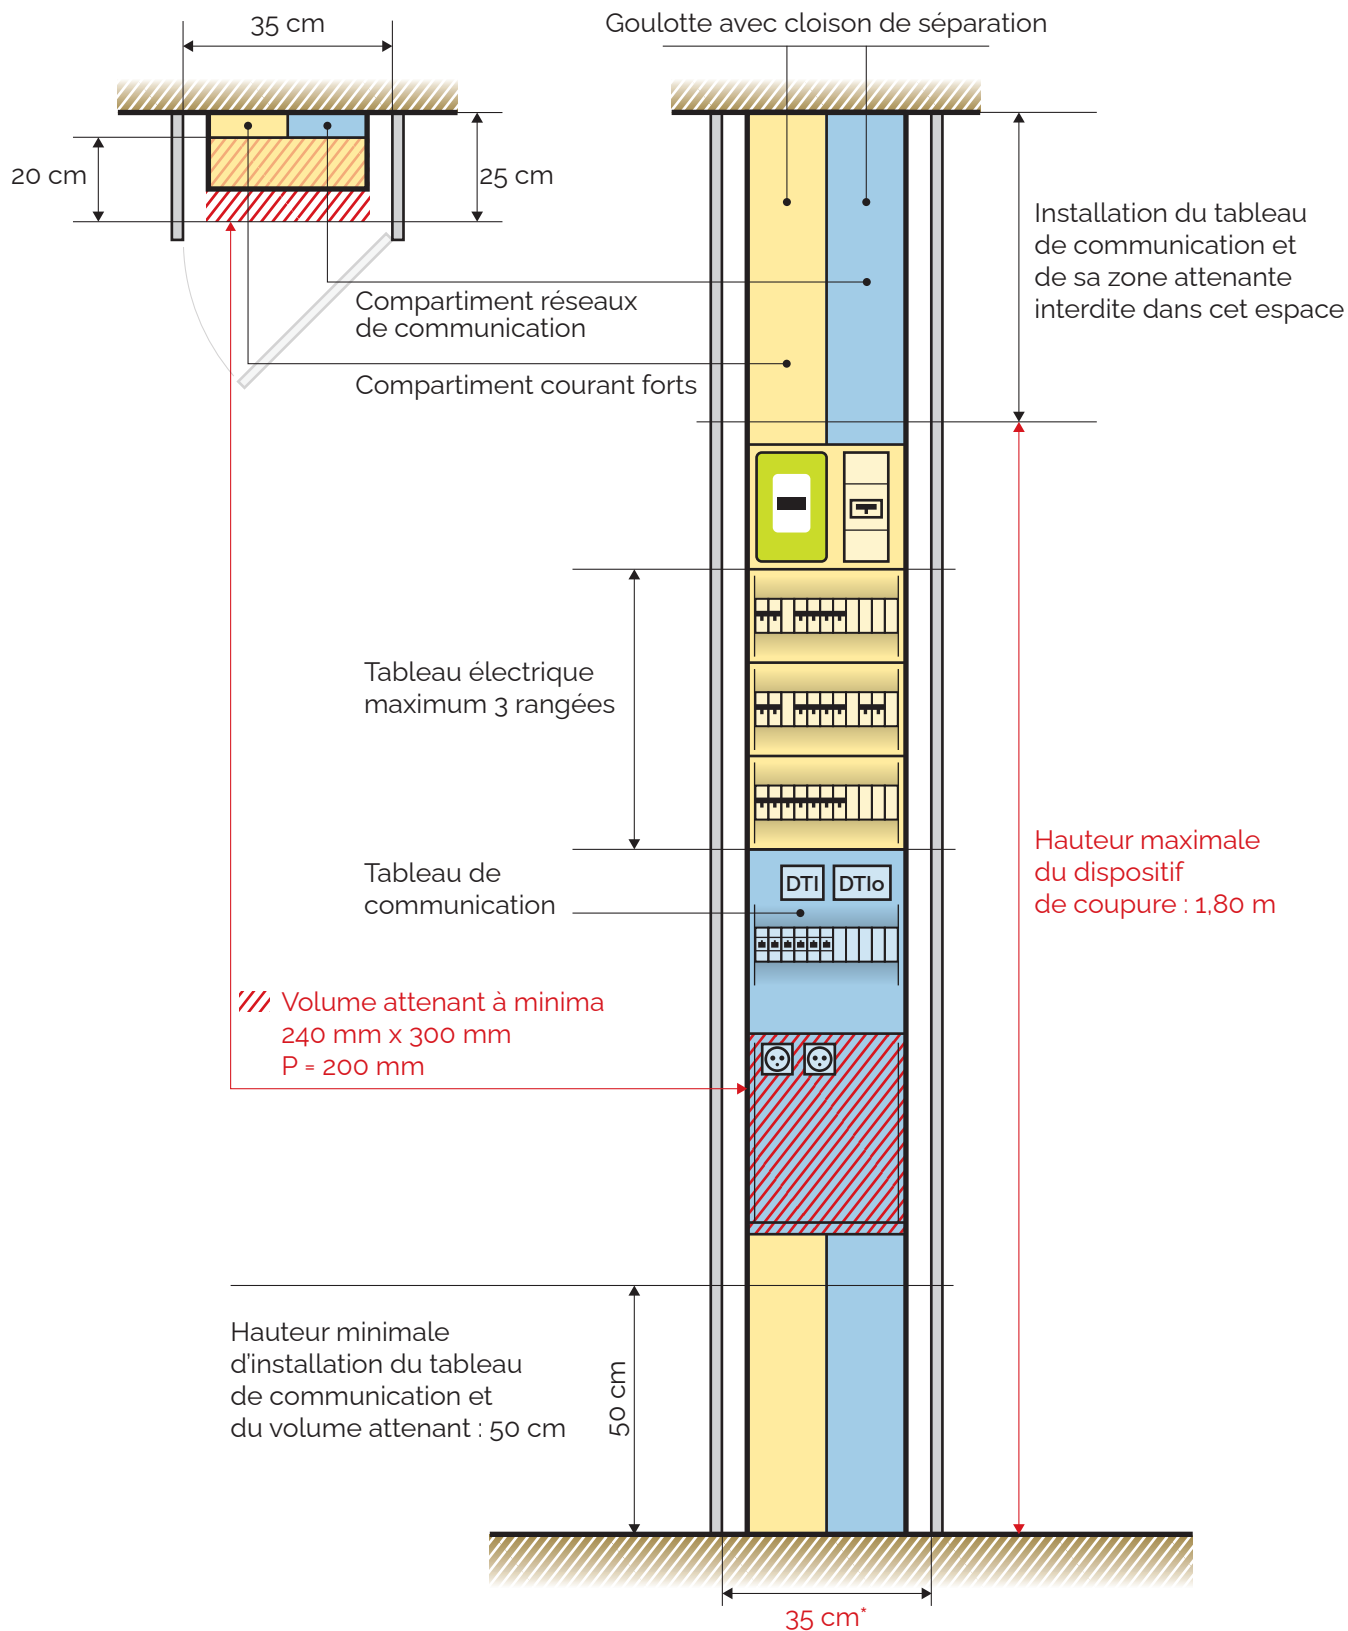 35 cm
Goulotte avec cloison de séparation
20 cm
25 cm
Installation du tableau
de communication et
de sa zone attenante
interdite dans cet espace
Compartiment réseaux
de communication
Compartiment courant forts
Tableau électrique
maximum 3 rangées
Hauteur maximale
du dispositif
de coupure : 1,80 m
Tableau de
communication
DTI
DTIo
Volume attenant à minima
240 mm x 300 mm
P = 200 mm
Hauteur minimale
d'installation du tableau
de communication et
du volume attenant : 50 cm
50 cm
35 cm*